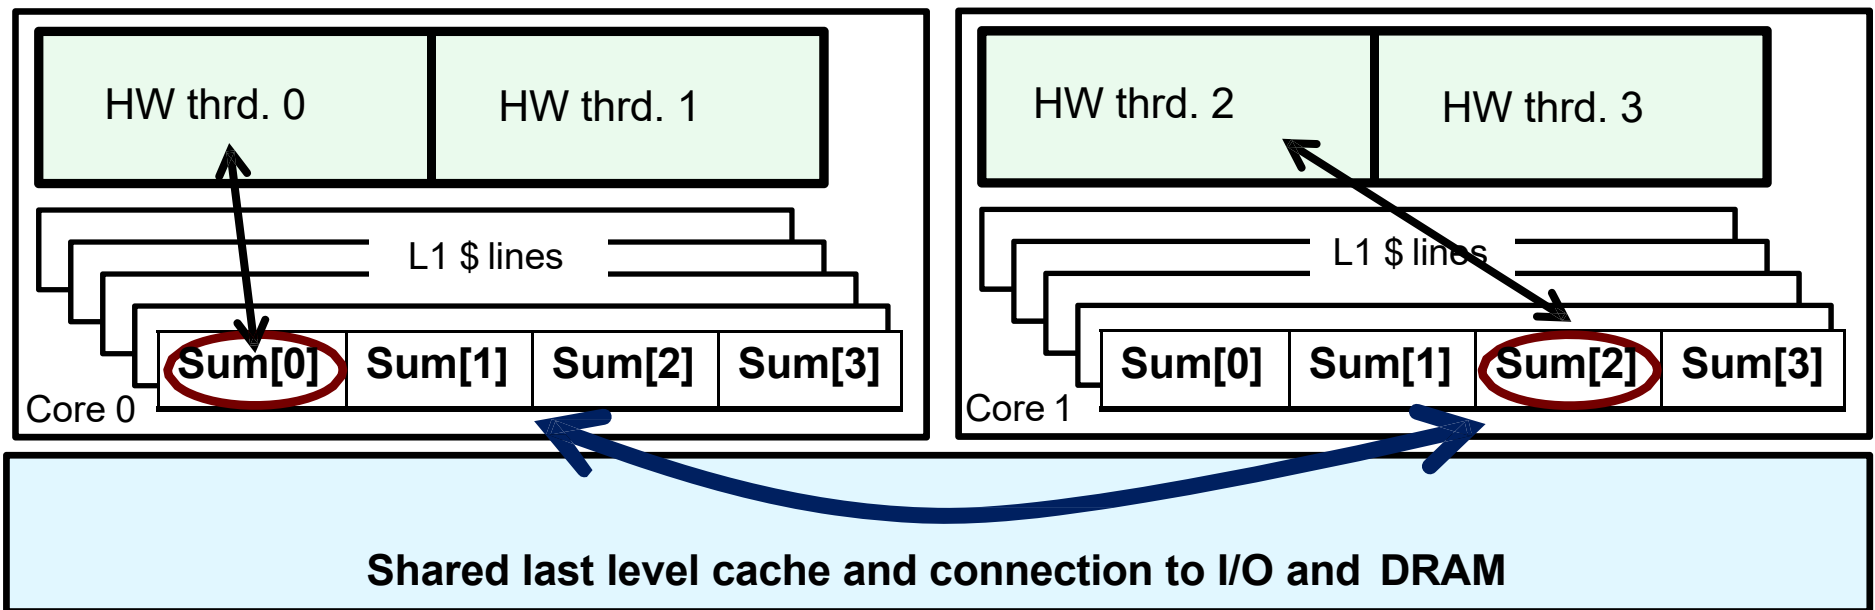 HW thrd. 0
HW thrd. 1
L1 $ lines
Sum[0] Sum[1] Sum[2] Sum[3]
Core 0
HW thrd. 2
HW thrd. 3
L1 $ lines
Sum[0] Sum[1] Sum[2] Sum[3]
Core 1
Shared last level cache and connection to I/O and DRAM